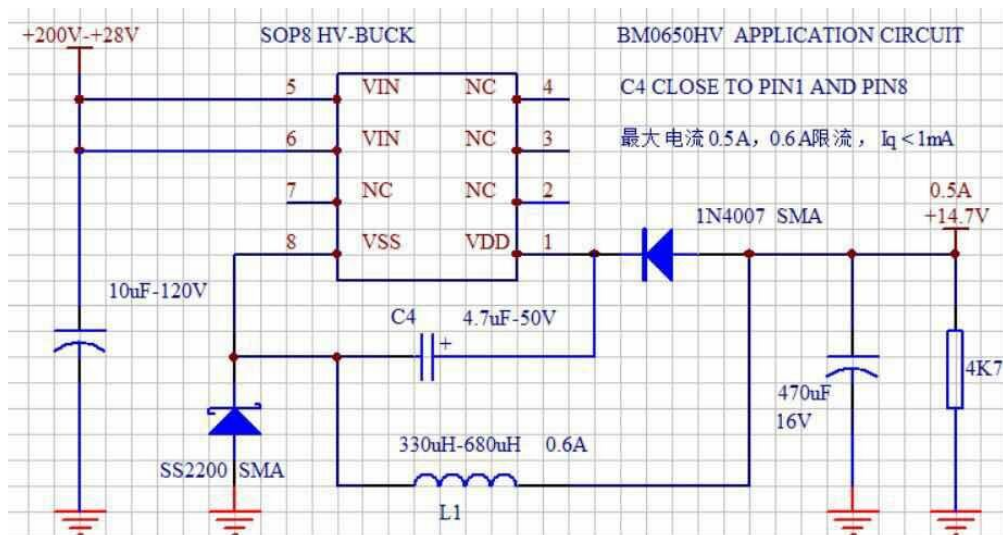 +200V-+28V
SOP8 HV-BUCK
BM0650HV APPLICATION CIRCUIT
5 VIN NC 4
C4 CLOSE TO PIN1 AND PIN8
6 VIN NC 3
最大电流0.5A，0.6A限流，Iq<1mA
7 NC NC 2
0.5A
1N4007 SMA
+14.7V
8 VSS VDD 1
10uF-120V
C4 4.7uF-50V
+
4K7
470uF
16V
330uH-680uH 0.6A
SS2200 SMA
L1